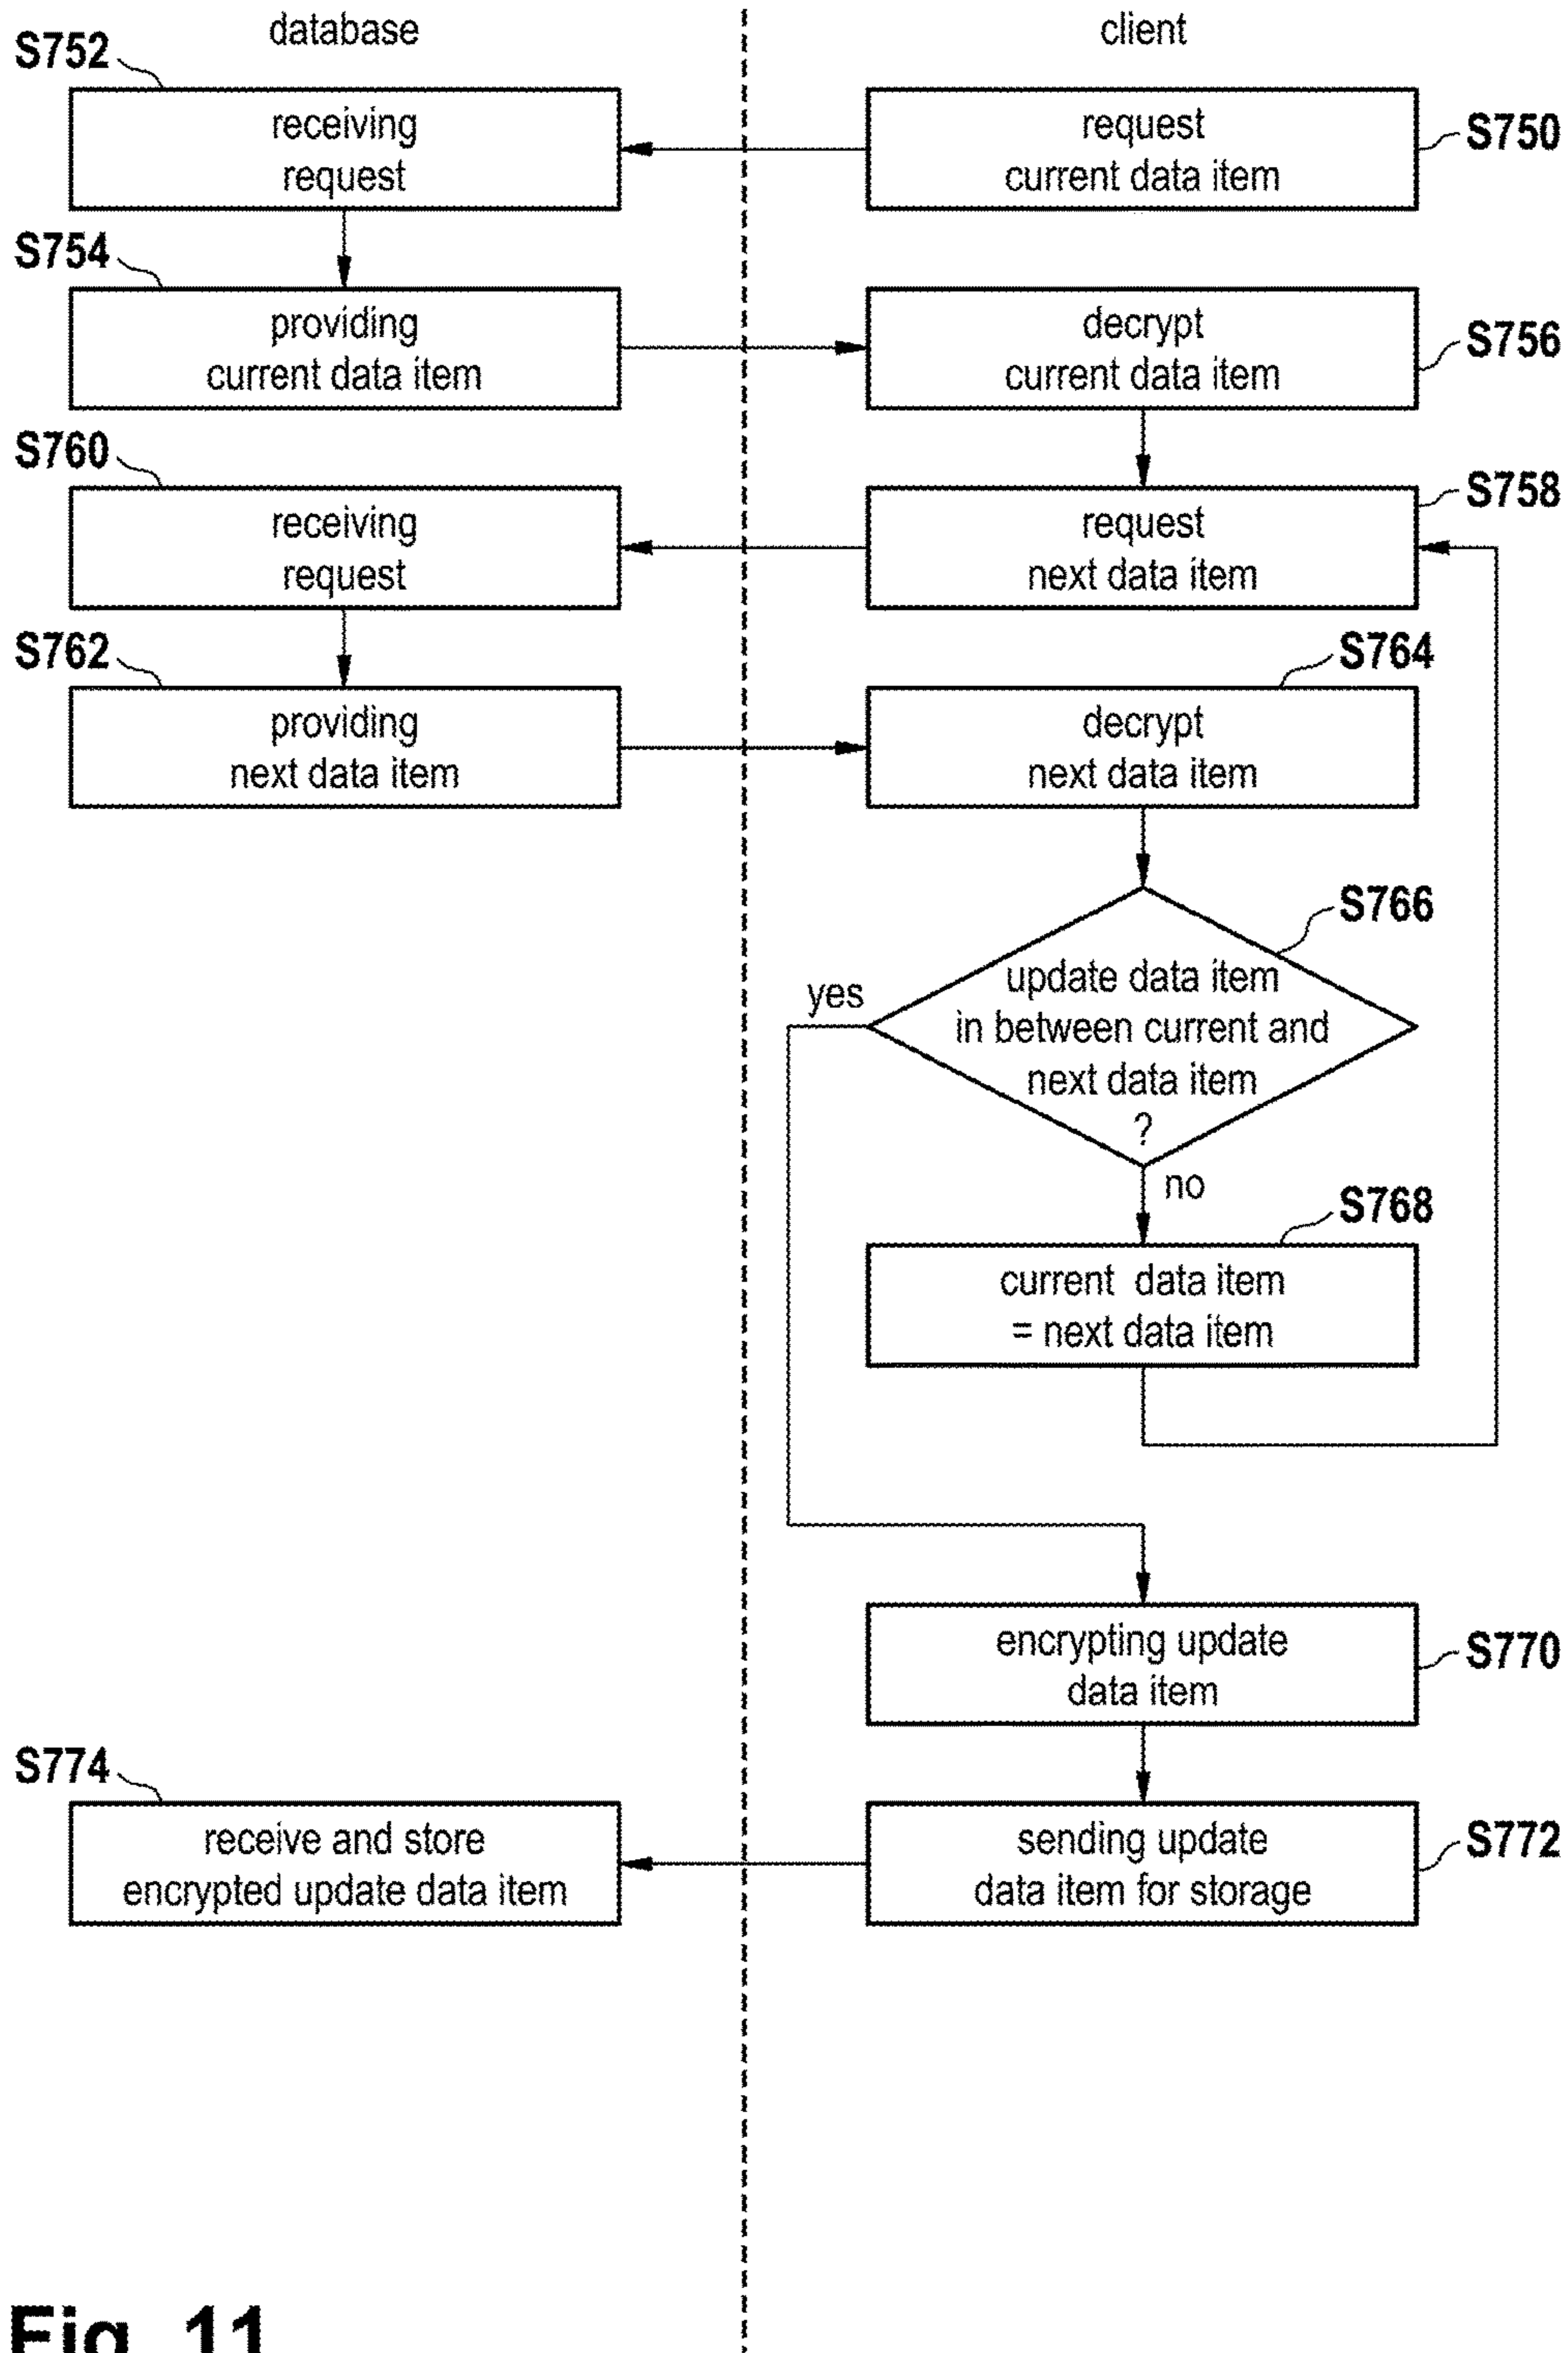 database
client
S752
receiving
request
request
current data item
S750
S754
providing
current data item
decrypt
current data item
S756
S760
receiving
request
request
next data item
S758
S762
providing
next data item
S764
decrypt
next data item
S766
yes
update data item
in between current and
next data item
?
no
S768
current data item
= next data item
encrypting update
data item
S770
S774
receive and store
encrypted update data item
sending update
data item for storage
S772
Fig. 11